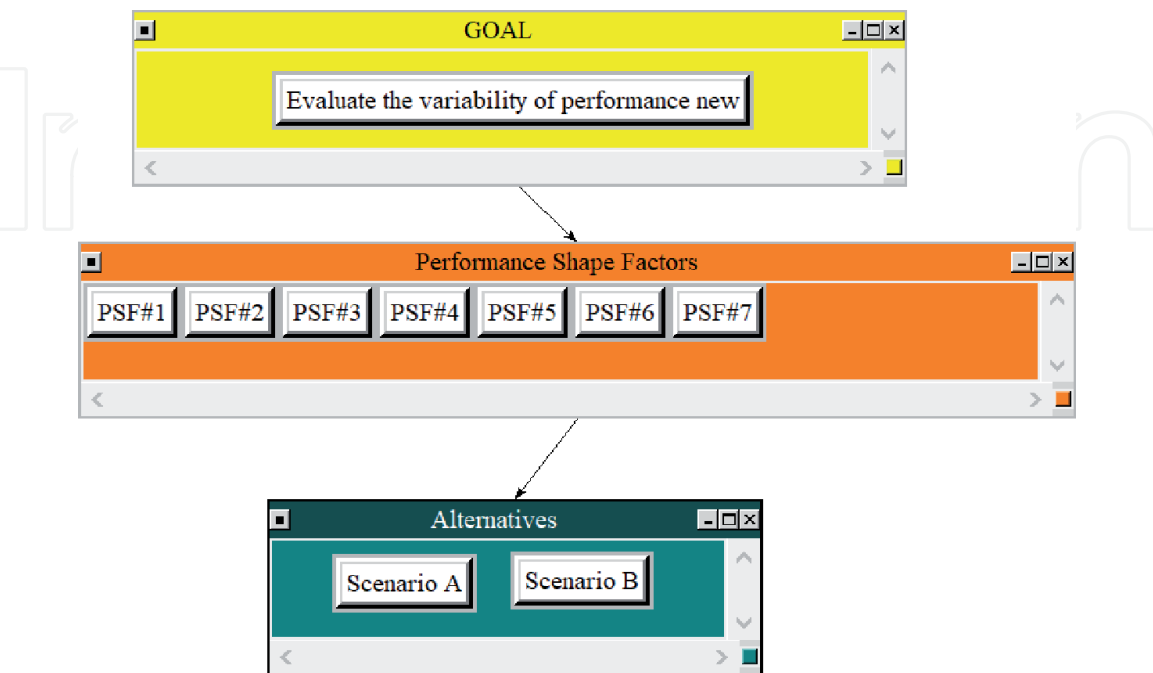 GOAL
Evaluate the variability of performance new
Performance Shape Factors
PSF#1 PSF#2 PSF#3 PSF#4 PSF#5 PSF#6 PSF#7
Alternatives
Scenario A Scenario B